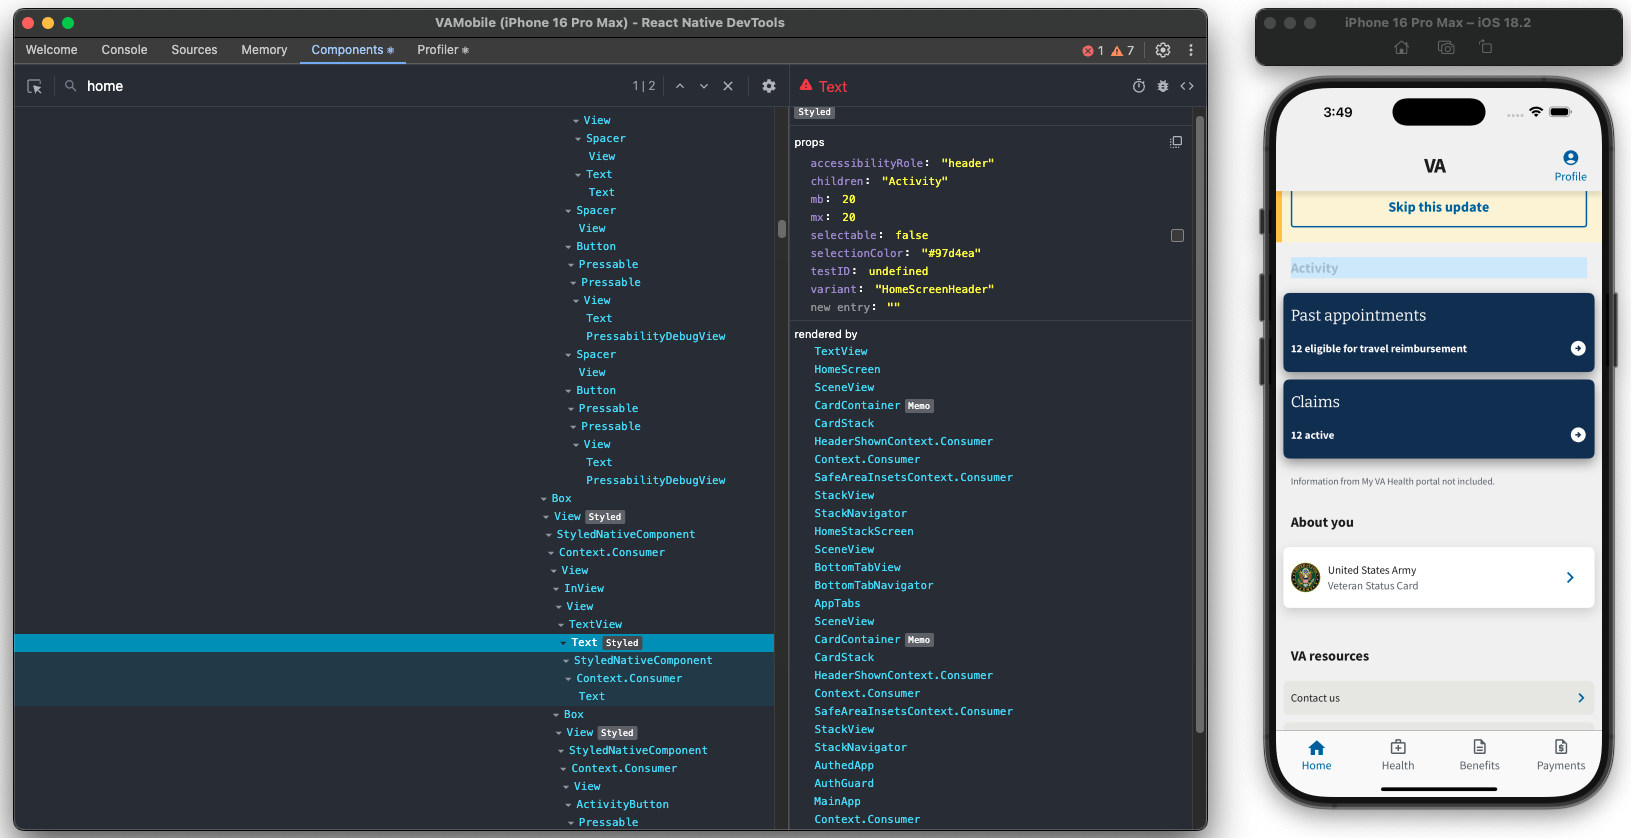 VAMobile (iPhone 16 Pro Max) - React Native DevTools
Welcome Console Sources Memory Components Profiler 1 7
home 1 | 2
View
Spacer
View
Text
Text
Spacer
View
Button
Pressable
Pressable
View
Text
PressabilityDebugView
Spacer
View
Button
Pressable
Pressable
View
Text
PressabilityDebugView
Box
View Styled
StyledNativeComponent
Context.Consumer
View
InView
View
TextView
Text Styled
StyledNativeComponent
Context.Consumer
Text
Box
View Styled
StyledNativeComponent
Context.Consumer
View
ActivityButton
Pressable
Text
Styled
props
accessibilityRole: "header"
children: "Activity"
mb: 20
mx: 20
selectable: false
selectionColor: "#97d4ea"
testID: undefined
variant: "HomeScreenHeader"
new entry: ""
rendered by
TextView
HomeScreen
SceneView
CardContainer Memo
CardStack
HeaderShownContext.Consumer
Context.Consumer
SafeAreaInsetsContext.Consumer
StackView
StackNavigator
HomeStackScreen
SceneView
BottomTabView
BottomTabNavigator
AppTabs
SceneView
CardContainer Memo
CardStack
HeaderShownContext.Consumer
Context.Consumer
SafeAreaInsetsContext.Consumer
StackView
StackNavigator
AuthedApp
AuthGuard
MainApp
Context.Consumer
iPhone 16 Pro Max – iOS 18.2
3:49
VA
Profile
Skip this update
Activity
Past appointments
12 eligible for travel reimbursement
Claims
12 active
Information from My VA Health portal not included.
About you
United States Army
Veteran Status Card
VA resources
Contact us
Home Health Benefits Payments